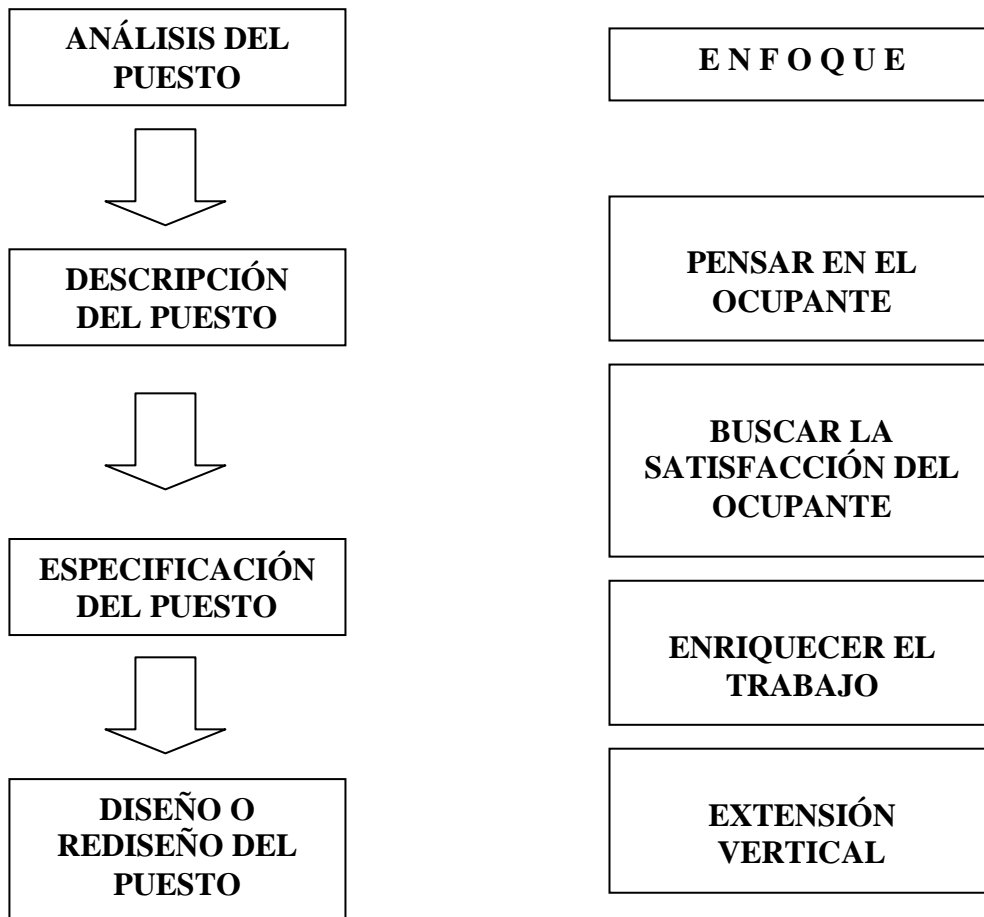 ANÁLISIS DEL
PUESTO
DESCRIPCIÓN
DEL PUESTO
ESPECIFICACIÓN
DEL PUESTO
DISEÑO O
REDISEÑO DEL
PUESTO
E N F O Q U E
PENSAR EN EL
OCUPANTE
BUSCAR LA
SATISFACCIÓN DEL
OCUPANTE
ENRIQUECER EL
TRABAJO
EXTENSIÓN
VERTICAL